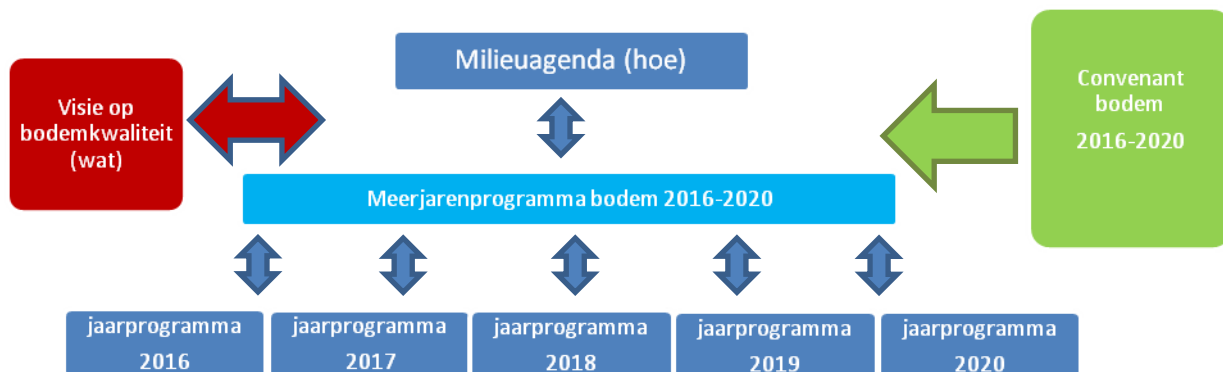 Milieuagenda (hoe)
Visie op
bodemkwaliteit
(wat)
Convenant
bodem
2016-2020
Meerjarenprogramma bodem 2016-2020
jaarprogramma
2016
jaarprogramma
2017
jaarprogramma
2018
jaarprogramma
2019
jaarprogramma
2020